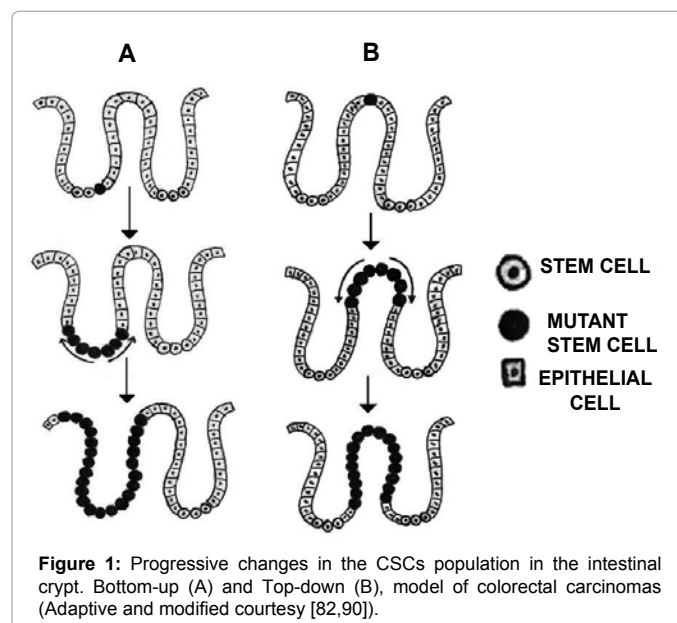 A
B
STEM CELL
MUTANT
STEM CELL
EPITHELIAL
CELL
Figure 1: Progressive changes in the CSCs population in the intestinal
crypt. Bottom-up (A) and Top-down (B), model of colorectal carcinomas
(Adaptive and modified courtesy [82,90]).